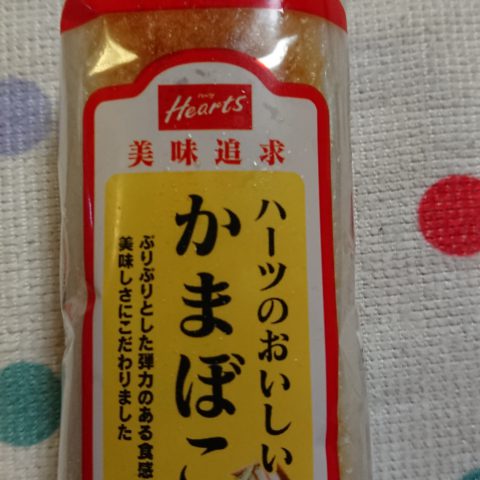 Hearts
美味追求
ハーツのおいしい
かまぼこ
ぷりぷりとした弾力のある食感
美味しさにこだわりました